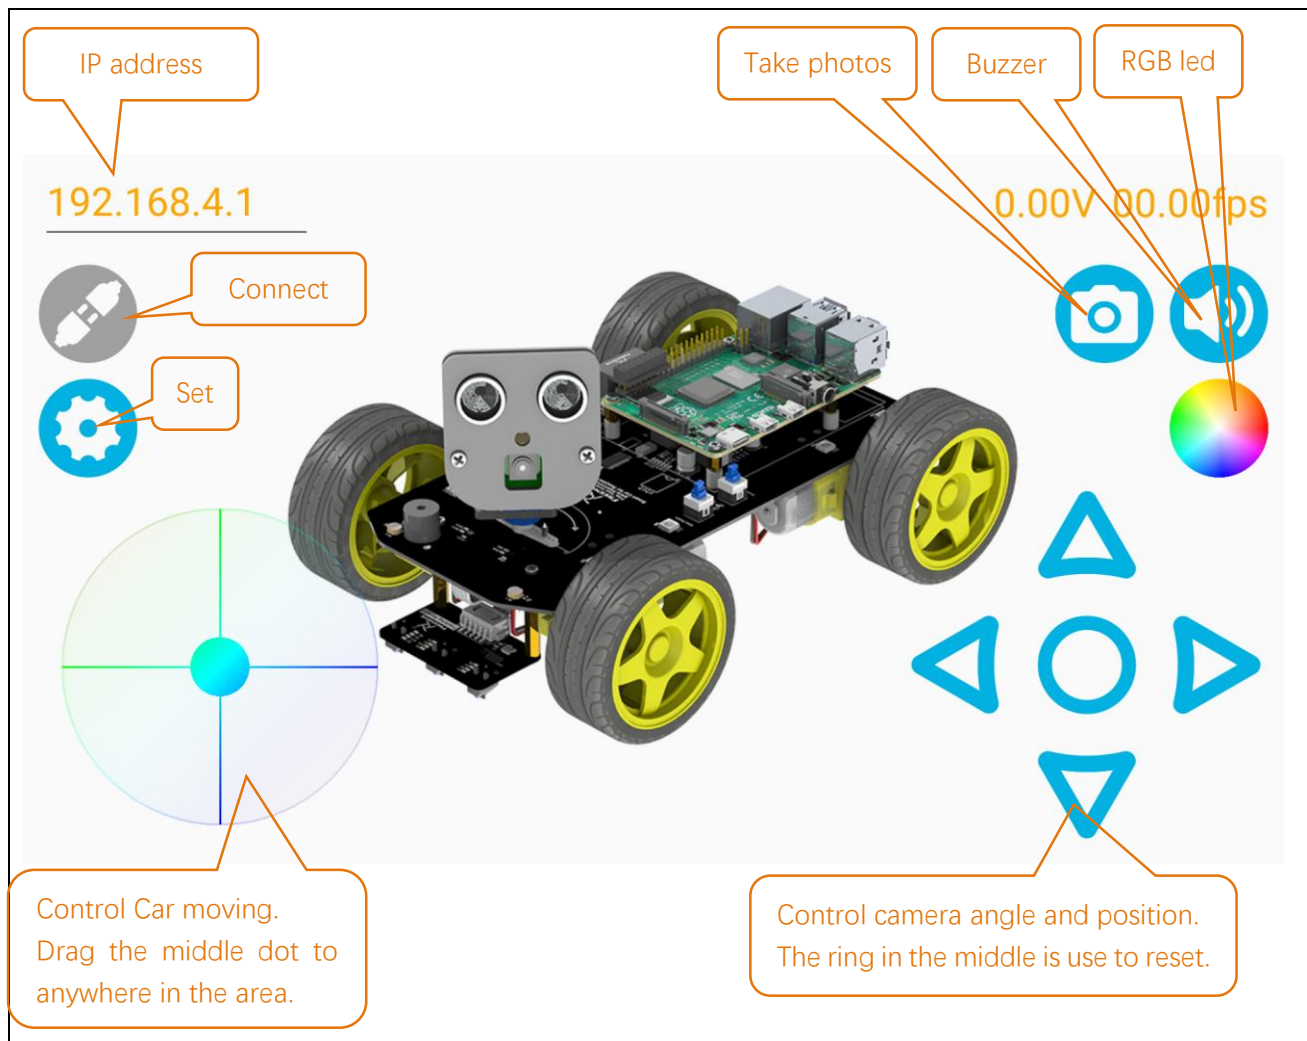 IP address
Take photos
Buzzer
RGB led
192.168.4.1
0.00V 00.00fps
Connect
Set
Control Car moving.
Drag the middle dot to
anywhere in the area.
Control camera angle and position.
The ring in the middle is use to reset.